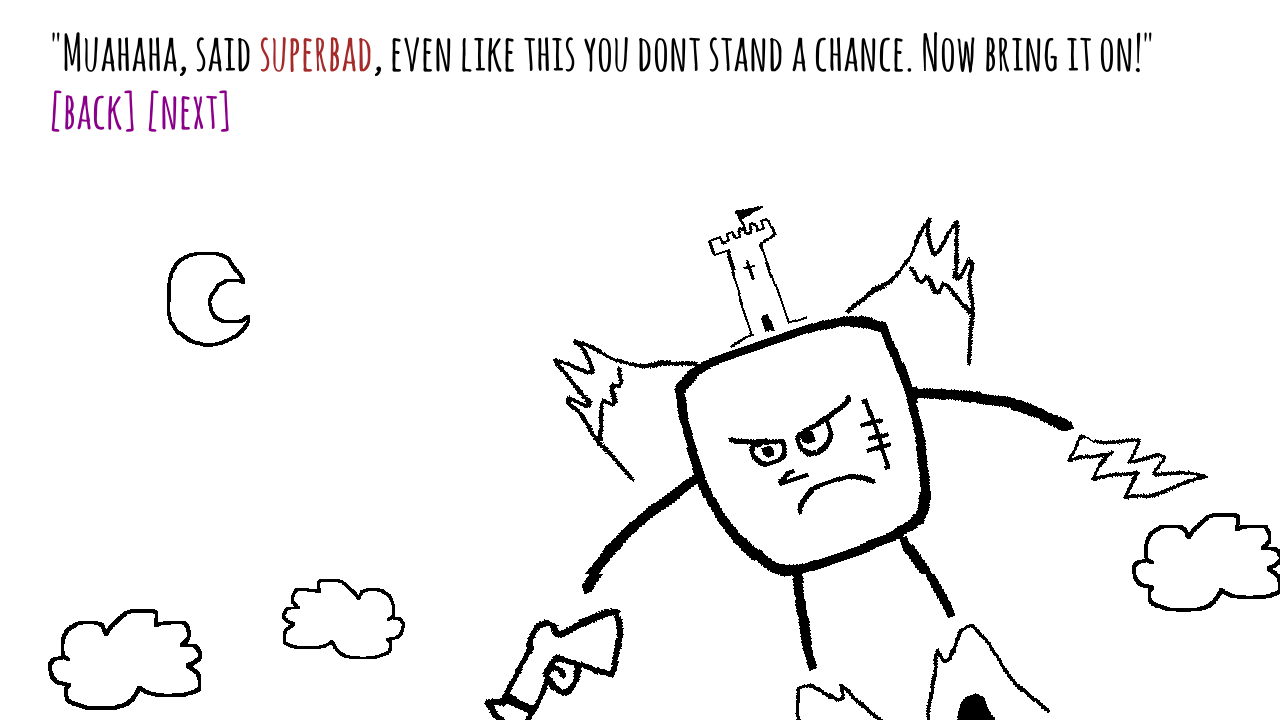 "Muahaha, said superbad, even like this you dont stand a chance. Now bring it on!"
[back] [next]